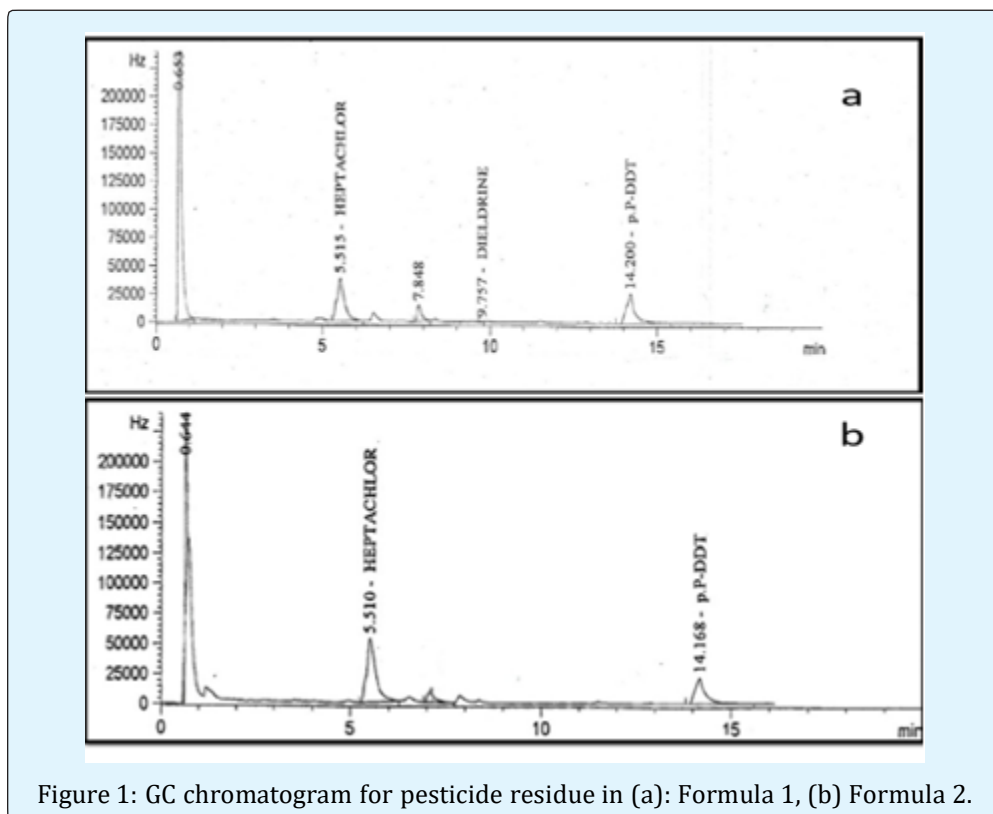 Hz
200000
175000
150000
125000
100000
75000
50000
25000
0
0.653
5.515 - HEPTACHLOR
7.848
9.757 - DIELDRINE
14.200 - p.P-DDT
a
0
5
10
15
min
Hz
200000
175000
150000
125000
100000
75000
50000
25000
0
0.644
5.510 - HEPTACHLOR
14.168 - p.P-DDT
b
0
5
10
15
min
Figure 1: GC chromatogram for pesticide residue in (a): Formula 1, (b) Formula 2.